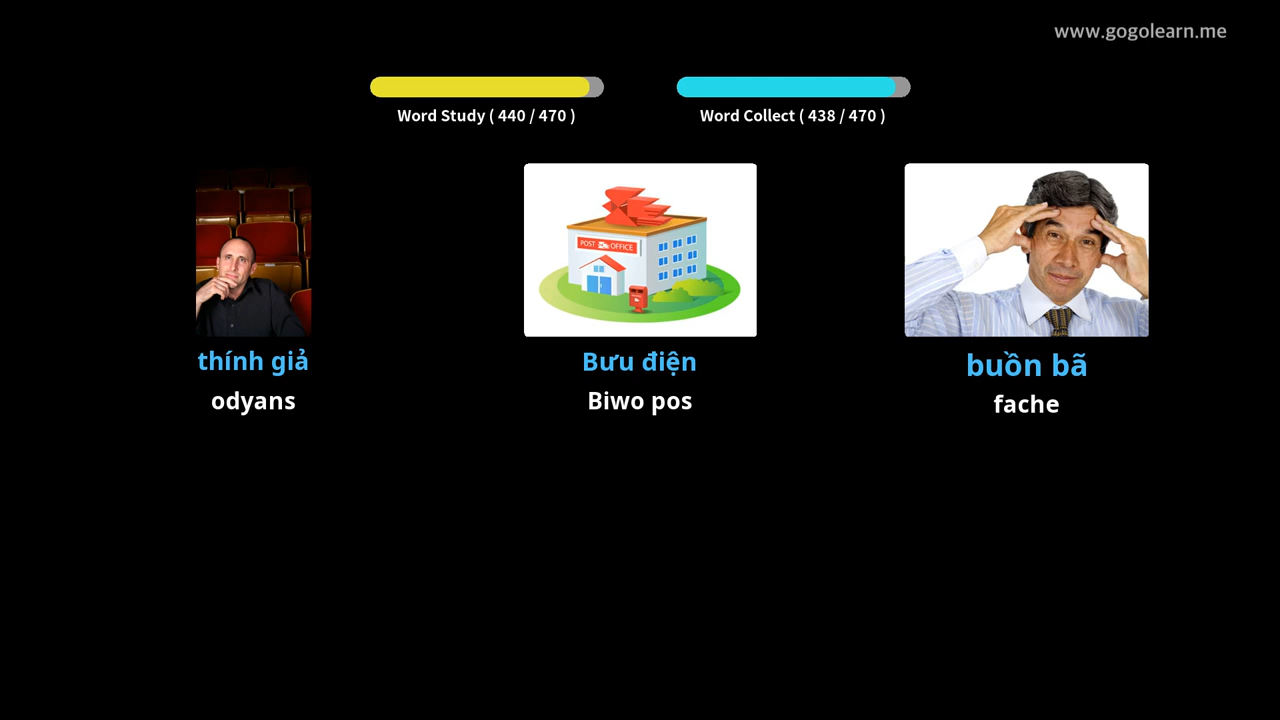 www.gogolearn.me
Word Study ( 440 / 470 )
Word Collect ( 438 / 470 )
POST OFFICE
thính giả
odyans
Bưu điện
Biwo pos
buồn bã
fache